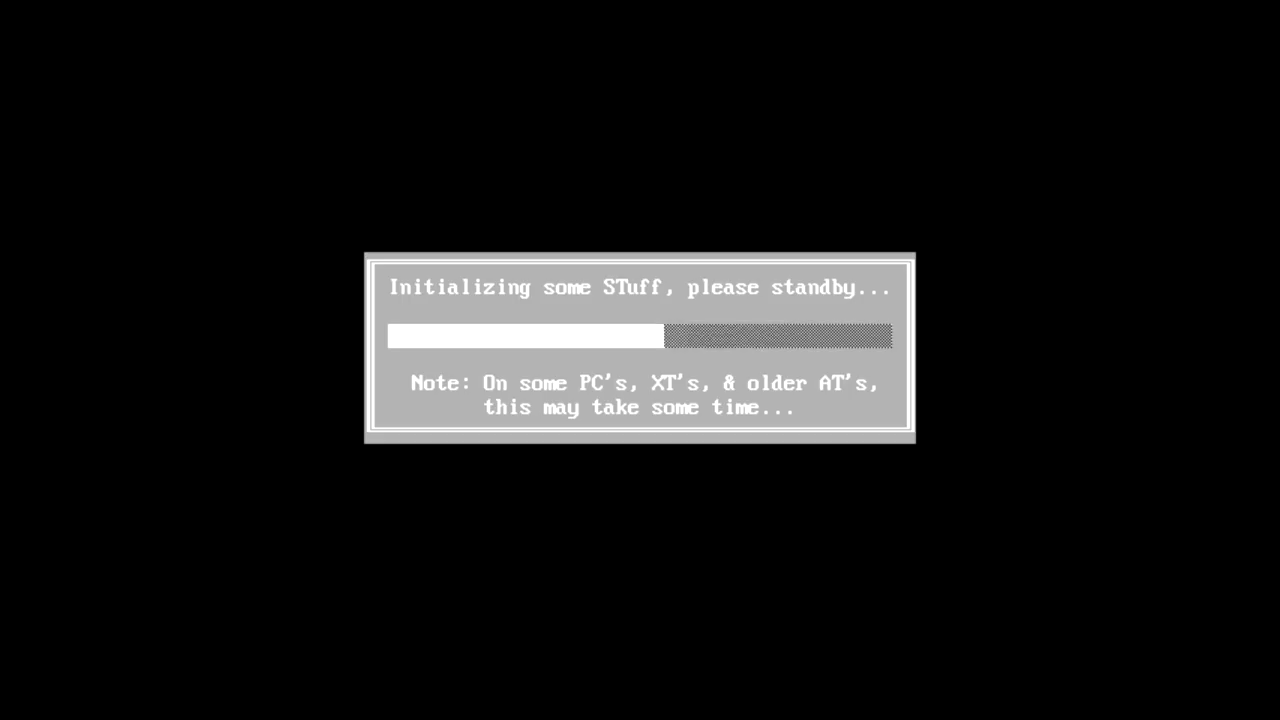 Initializing some STuff, please standby...
Note: On some PC's, XT's, & older AT's,
this may take some time...